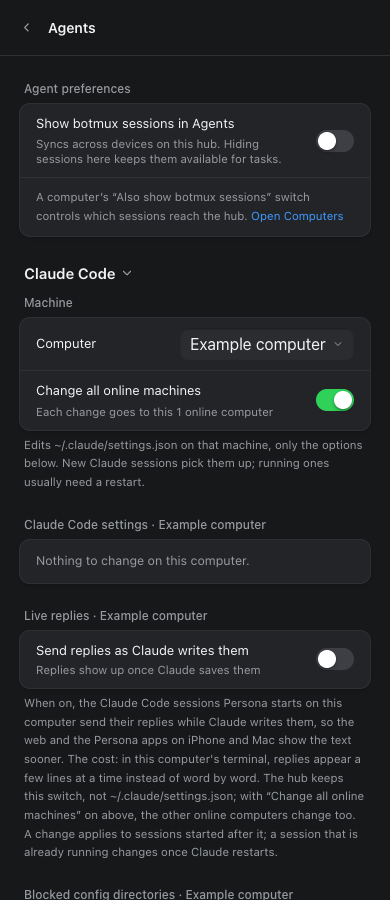 Agents
Agent preferences
Show botmux sessions in Agents
Syncs across devices on this hub. Hiding
sessions here keeps them available for tasks.
A computer's “Also show botmux sessions” switch
controls which sessions reach the hub. Open Computers
Claude Code
Machine
Computer
Example computer
Change all online machines
Each change goes to this 1 online computer
Edits ~/.claude/settings.json on that machine, only the options
below. New Claude sessions pick them up; running ones
usually need a restart.
Claude Code settings · Example computer
Nothing to change on this computer.
Live replies · Example computer
Send replies as Claude writes them
Replies show up once Claude saves them
When on, the Claude Code sessions Persona starts on this
computer send their replies while Claude writes them, so the
web and the Persona apps on iPhone and Mac show the text
sooner. The cost: in this computer's terminal, replies appear a
few lines at a time instead of word by word. The hub keeps
this switch, not ~/.claude/settings.json; with “Change all online
machines” on above, the other online computers change too.
A change applies to sessions started after it; a session that is
already running changes once Claude restarts.
Blocked config directories · Example computer